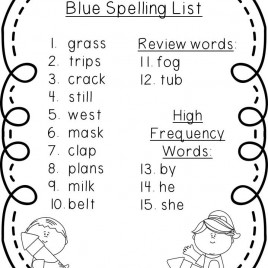 Blue Spelling List
1. grass
2. trips
3. crack
4. still
5. west
6. mask
7. clap
8. plans
9. milk
10. belt
Review words:
11. fog
12. tub
High
Frequency
Words:
13. by
14. he
15. she